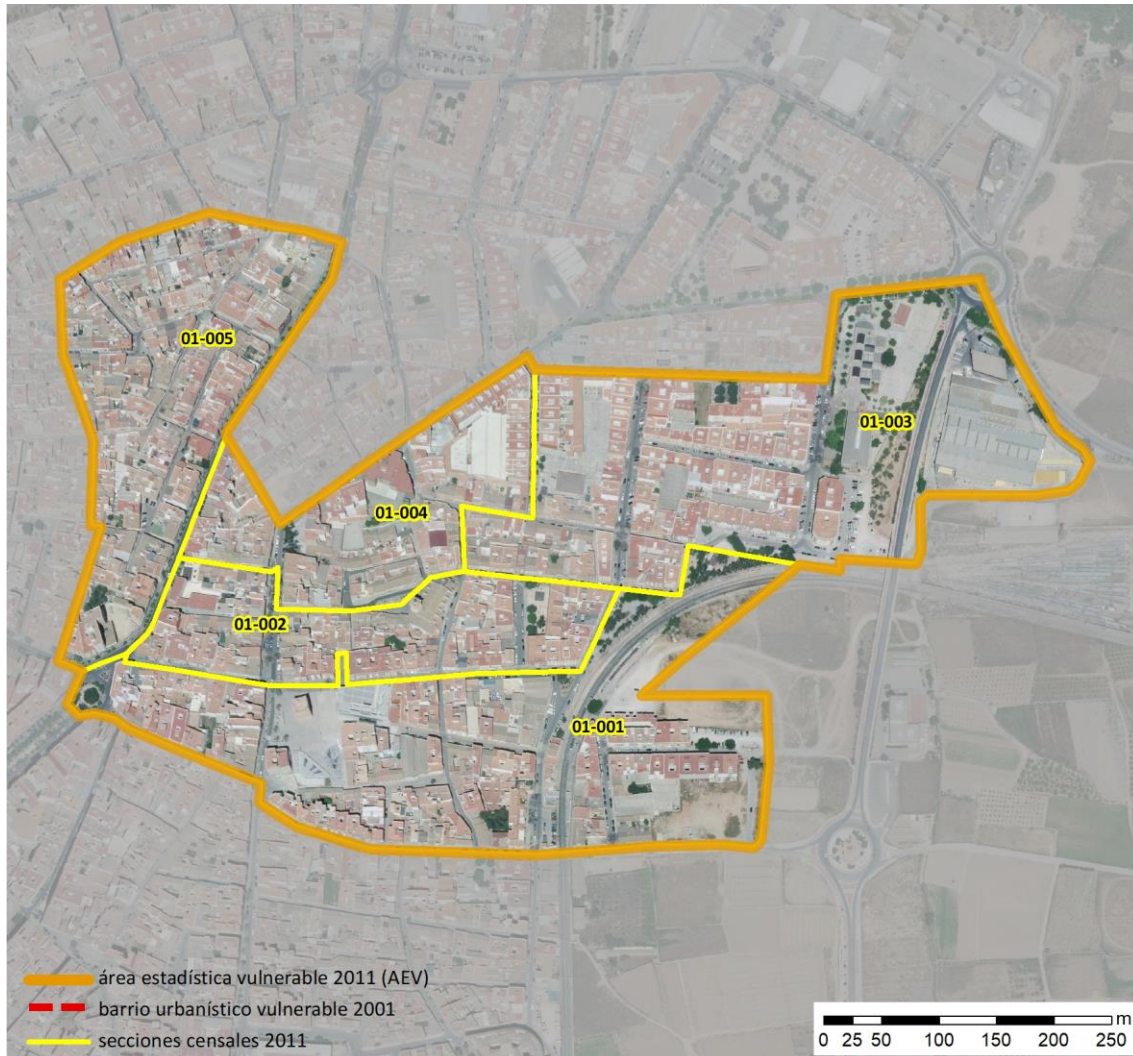 01-005
01-003
01-004
01-002
01-001
área estadística vulnerable 2011 (AEV)
barrio urbanístico vulnerable 2001
secciones censales 2011
m
0 25 50 100 150 200 250